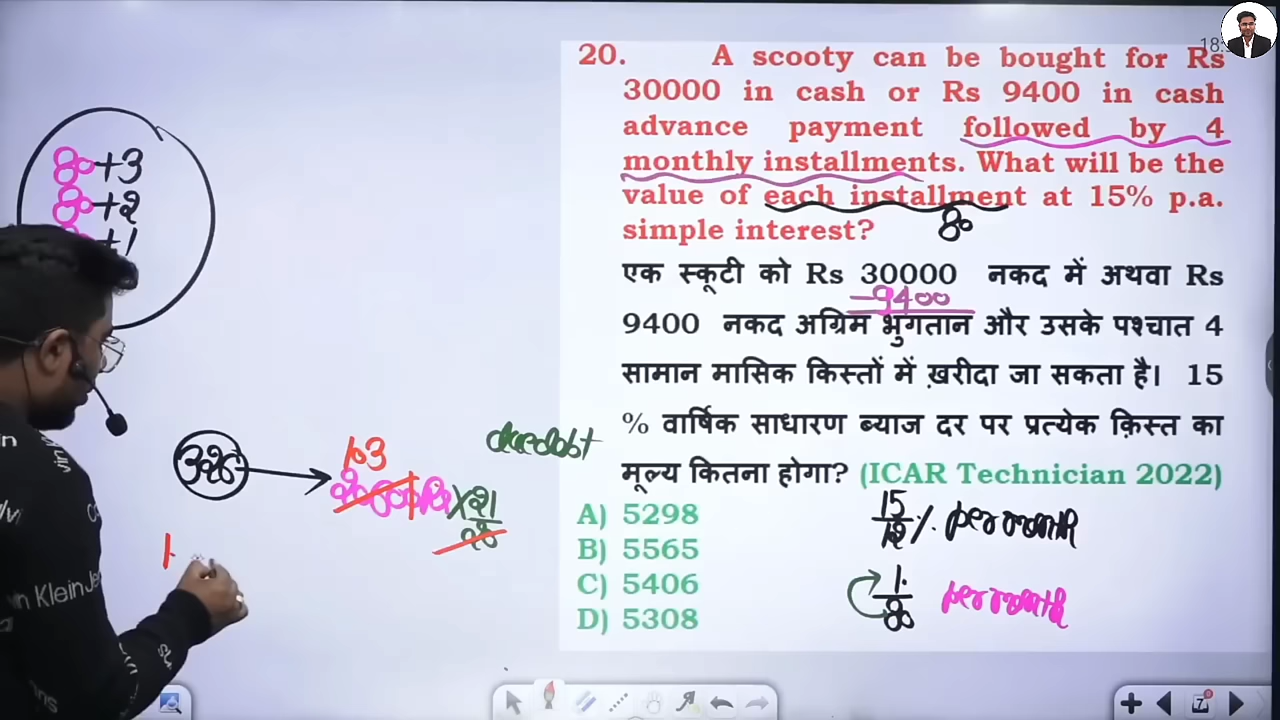 20. A scooty can be bought for Rs
30000 in cash or Rs 9400 in cash
advance payment followed by 4
monthly installments. What will be the
value of each installment at 15% p.a.
simple interest?
80
एक स्कूटी को Rs 30000 नकद में अथवा Rs
-9400
9400 नकद अग्रिम भुगतान और उसके पश्चात 4
सामान मासिक किस्तों में ख़रीदा जा सकता है। 15
% वार्षिक साधारण ब्याज दर पर प्रत्येक क़िस्त का
मूल्य कितना होगा? (ICAR Technician 2022)
A) 5298
B) 5565
C) 5406
D) 5308
15/12 % per month
1/80 per month
80+3
80+2
+1
326
103
×21
7